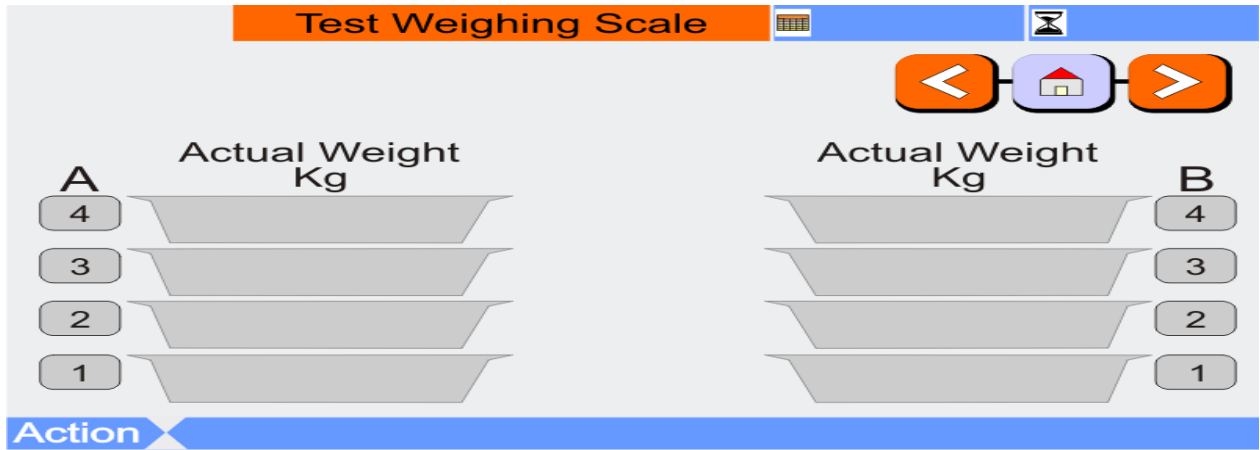 Test Weighing Scale
Actual Weight Actual Weight
A Kg Kg B
4 4
3 3
2 2
1 1
Action